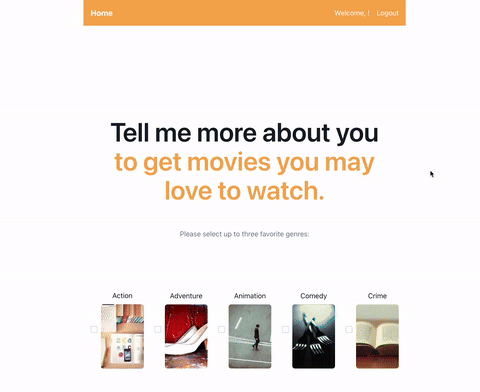 Home Welcome, ! Logout
Tell me more about you
to get movies you may
love to watch.
Please select up to three favorite genres:
Action Adventure Animation Comedy Crime